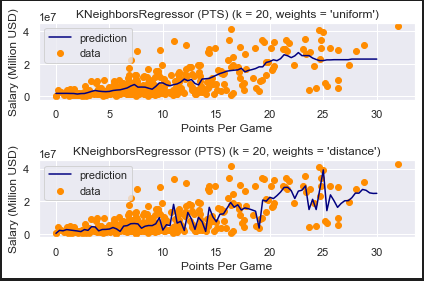 KNeighborsRegressor (PTS) (k = 20, weights = 'uniform')
1e7
Salary (Million USD)
4
2
0
prediction
data
0 5 10 15 20 25 30
Points Per Game
KNeighborsRegressor (PTS) (k = 20, weights = 'distance')
1e7
Salary (Million USD)
4
2
0
prediction
data
0 5 10 15 20 25 30
Points Per Game